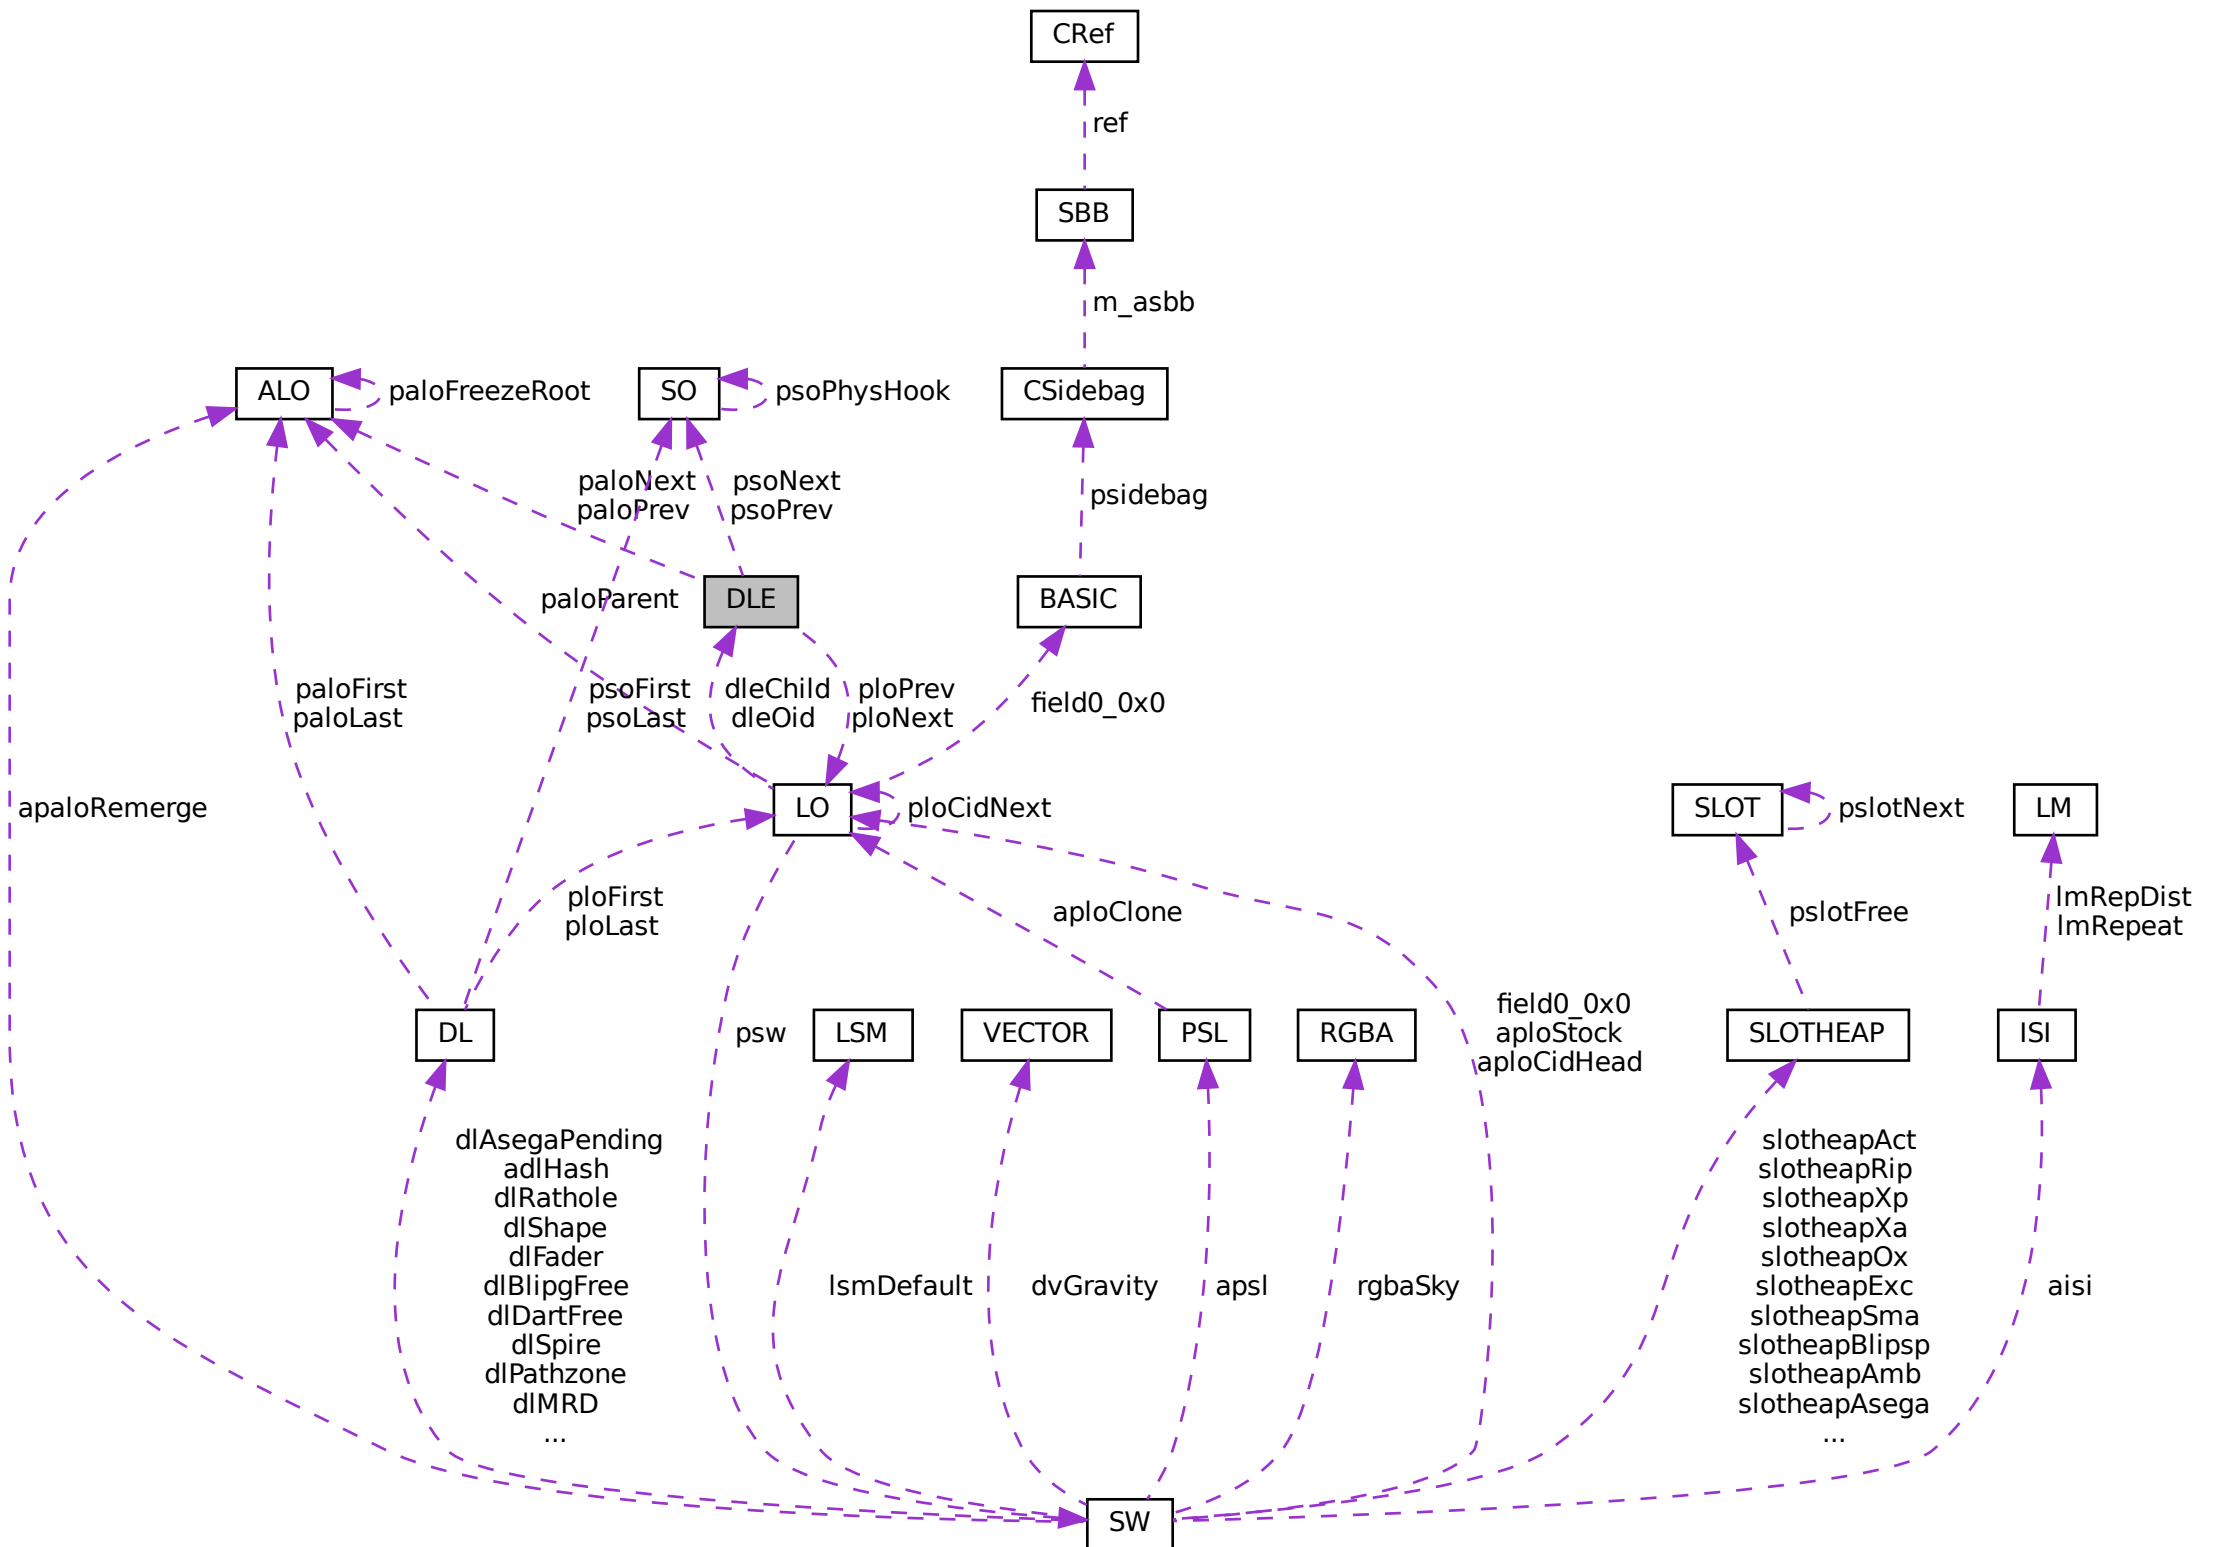 CRef
ref
SBB
m_asbb
ALO
paloFreezeRoot
SO
psoPhysHook
CSidebag
paloNext
paloPrev
psoNext
psoPrev
psidebag
paloParent
DLE
BASIC
paloFirst
paloLast
psoFirst
psoLast
dleChild
dleOid
ploPrev
ploNext
field0_0x0
apaloRemerge
LO
ploCidNext
SLOT
pslotNext
LM
ploFirst
ploLast
aploClone
pslotFree
lmRepDist
lmRepeat
DL
psw
LSM
VECTOR
PSL
RGBA
field0_0x0
aploStock
aploCidHead
SLOTHEAP
ISI
dlAsegaPending
adlHash
dlRathole
dlShape
dlFader
dlBlipgFree
dlDartFree
dlSpire
dlPathzone
dlMRD
...
lsmDefault
dvGravity
apsl
rgbaSky
slotheapAct
slotheapRip
slotheapXp
slotheapXa
slotheapOx
slotheapExc
slotheapSma
slotheapBlipsp
slotheapAmb
slotheapAsega
...
aisi
SW